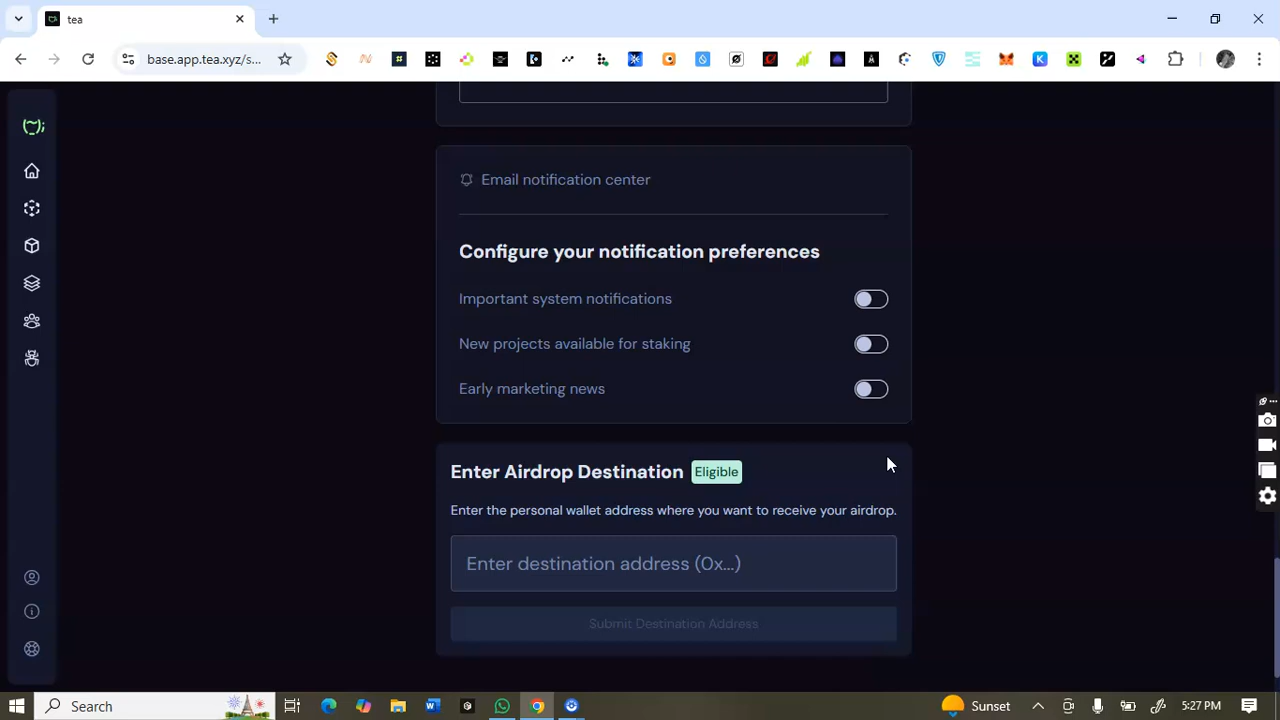 tea
base.app.tea.xyz/s...
Email notification center
Configure your notification preferences
Important system notifications
New projects available for staking
Early marketing news
Enter Airdrop Destination Eligible
Enter the personal wallet address where you want to receive your airdrop.
Enter destination address (0x...)
Submit Destination Address
Search
Sunset
5:27 PM